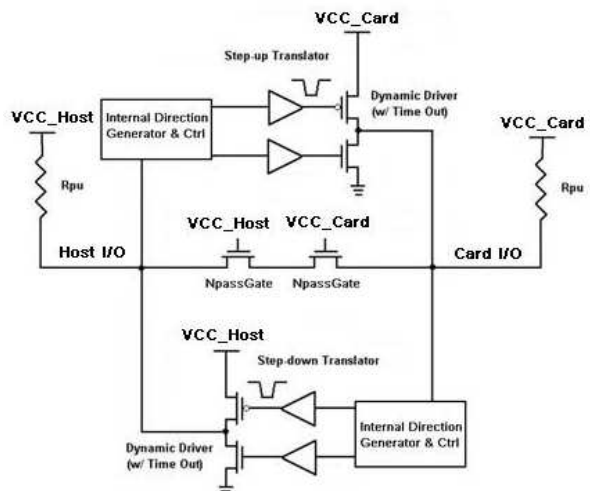 VCC_Card
Step-up Translator
Dynamic Driver
(w/ Time Out)
Internal Direction
Generator & Ctrl
VCC_Host
Rpu
VCC_Card
Rpu
VCC_Host
VCC_Card
Host I/O
Card I/O
NpassGate
NpassGate
VCC_Host
Step-down Translator
Internal Direction
Generator & Ctrl
Dynamic Driver
(w/ Time Out)